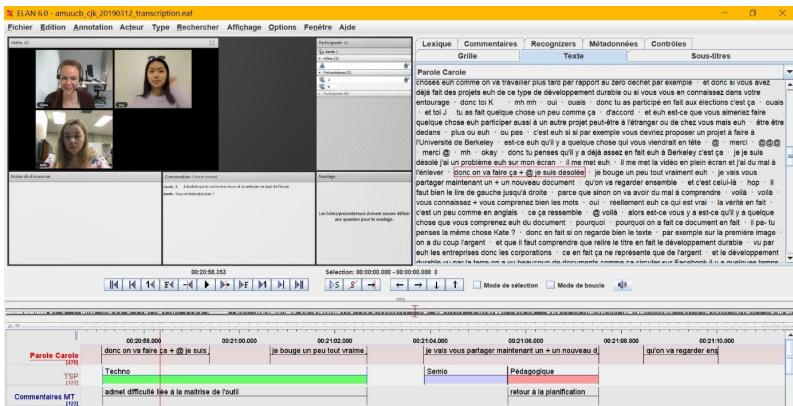 ELAN 6.0 - amuucb_cjk_20190312_transcription.eaf
Fichier Edition Annotation Acteur Type Rechercher Affichage Options Fenêtre Aide
Vidéo
Participants
Notes de discussion
Conversation
Sondage
Les hôtes/présentateurs doivent encore définir
une question pour le sondage.
Lexique Commentaires Recognizers Métadonnées Contrôles
Grille Texte Sous-titres
Parole Carole
choses euh comme on va travailler plus tard par rapport au zéro déchet par exemple · et donc si vous avez
déjà fait des projets euh de ce type de développement durable ou si vous vous en connaissez dans votre
entourage · donc toi K · mh mh · oui · ouais · donc tu as participé en fait aux élections c'est ça · ouais
· et toi J · tu as fait quelque chose un peu comme ça · d'accord · et euh est-ce que vous aimeriez faire
quelque chose euh participer aussi à un autre projet peut-être à l'étranger ou de chez vous mais euh · être être
dedans · plus ou euh · ou pas · c'est euh si si par exemple vous devriez proposer un projet à faire à
l'Université de Berkeley · est-ce euh qu'il y a quelque chose qui vous viendrait en tête · @ · merci · @@@
· merci @ · mh · okay · donc tu penses qu'il y a déjà assez en fait euh à Berkeley c'est ça · je je suis
désolé j'ai un problème euh sur mon écran · il me met euh · il me met la vidéo en plein écran et j'ai du mal à
l'enlever · donc on va faire ça + @ je suis désolée · je bouge un peu tout vraiment euh · je vais vous
partager maintenant un + un nouveau document · qu'on va regarder ensemble · et c'est celui-là · hop · il
faut bien le lire de gauche jusqu'à droite · parce que sinon on va avoir du mal à comprendre · voilà · voilà ·
vous connaissez + vous comprenez bien les mots · oui · réellement euh ce qui est vrai · la vérité en fait ·
c'est un peu comme en anglais · ce ça ressemble · @ voilà · alors est-ce vous y a est-ce qu'il y a quelque
chose que vous comprenez euh du document · pourquoi · pourquoi on a fait ce document en fait · il pa- tu
penses la même chose Kate ? · donc en fait si on regarde bien le texte · par exemple sur la première image ·
on a du coup l'argent · et que il faut comprendre que relire le titre en fait le développement durable · vu par
euh les entreprises donc les corporations · ce en fait ça ne représente que de l'argent · et le développement
00:20:58.353
Sélection: 00:00:00.000 - 00:00:00.000 0
Mode de sélection Mode de boucle
00:20:58.000 00:21:00.000 00:21:02.000 00:21:04.000 00:21:06.000 00:21:08.000 00:21:10.000
Parole Carole
donc on va faire ça + @ je suis je bouge un peu tout vraime je vais vous partager maintenant un + un nouveau d qu'on va regarder ens
TSP
Techno Semio Pédagogique
Commentaires MT
admet difficulté liée à la maîtrise de l'outil retour à la planification